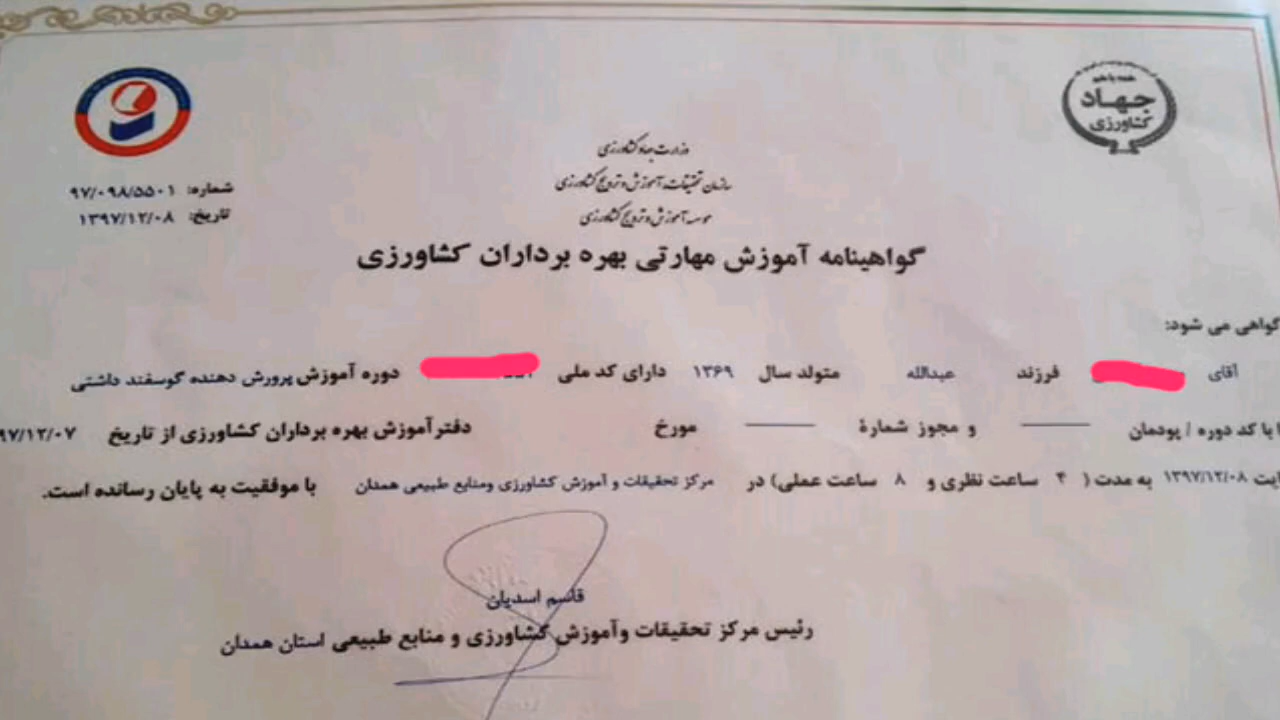 همه با هم
جهاد
کشاورزی
وزارت جهاد کشاورزی
سازمان تحقیقات، آموزش و ترویج کشاورزی
موسسه آموزش و ترویج کشاورزی
شماره: ۹۷/۰۹۸/۵۵۰۱
تاریخ: ۱۳۹۷/۱۲/۰۸
گواهینامه آموزش مهارتی بهره برداران کشاورزی
گواهی می شود:
آقای فرزند عبدالله متولد سال ۱۳۶۹ دارای کد ملی دوره آموزش پرورش دهنده گوسفند داشتی
با کد دوره / پودمان و مجوز شمارهٔ مورخ دفتر آموزش بهره برداران کشاورزی از تاریخ ۹۷/۱۲/۰۷
۱۳۹۷/۱۲/۰۸ به مدت ( ۴ ساعت نظری و ۸ ساعت عملی) در مرکز تحقیقات و آموزش کشاورزی ومنابع طبیعی همدان با موفقیت به پایان رسانده است.
قاسم اسدیان
رئیس مرکز تحقیقات وآموزش کشاورزی و منابع طبیعی استان همدان